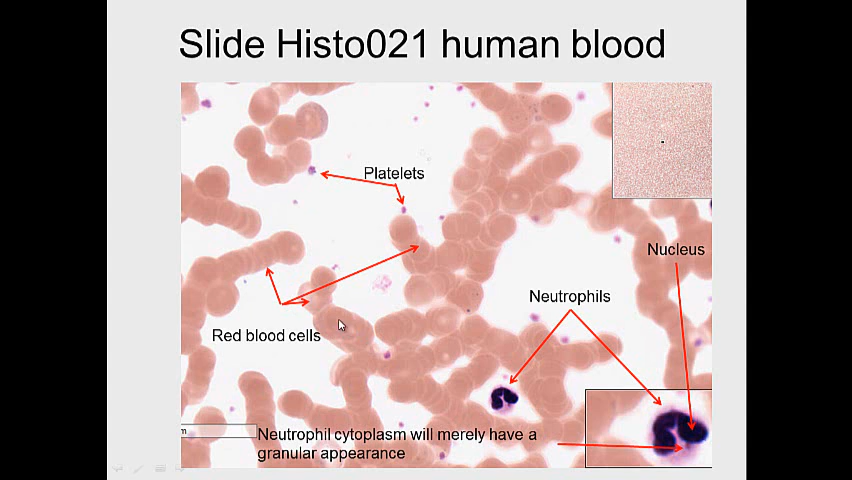 Slide Histo021 human blood
Platelets
Nucleus
Neutrophils
Red blood cells
m
Neutrophil cytoplasm will merely have a
granular appearance